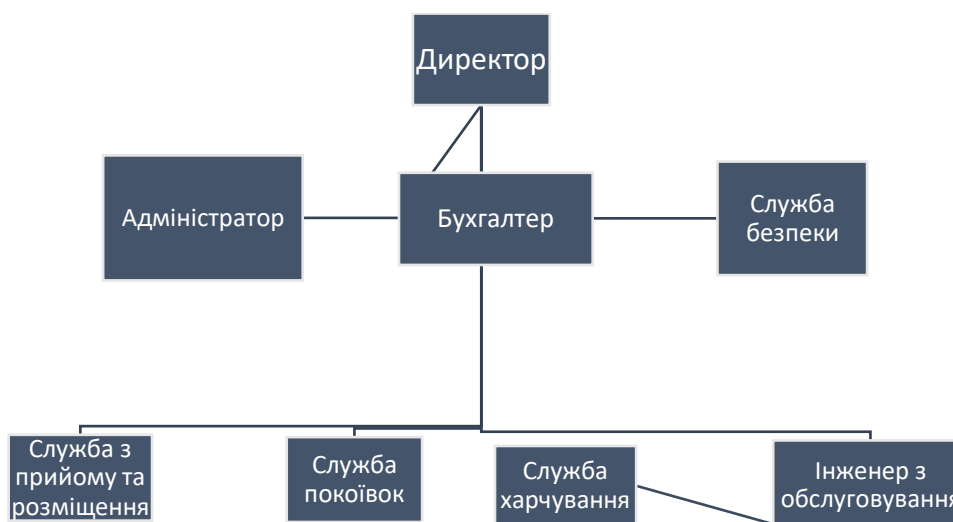 Директор
Адміністратор
Бухгалтер
Служба
безпеки
Служба з
прийому та
розміщення
Служба
покоївок
Служба
харчування
Інженер з
обслуговування